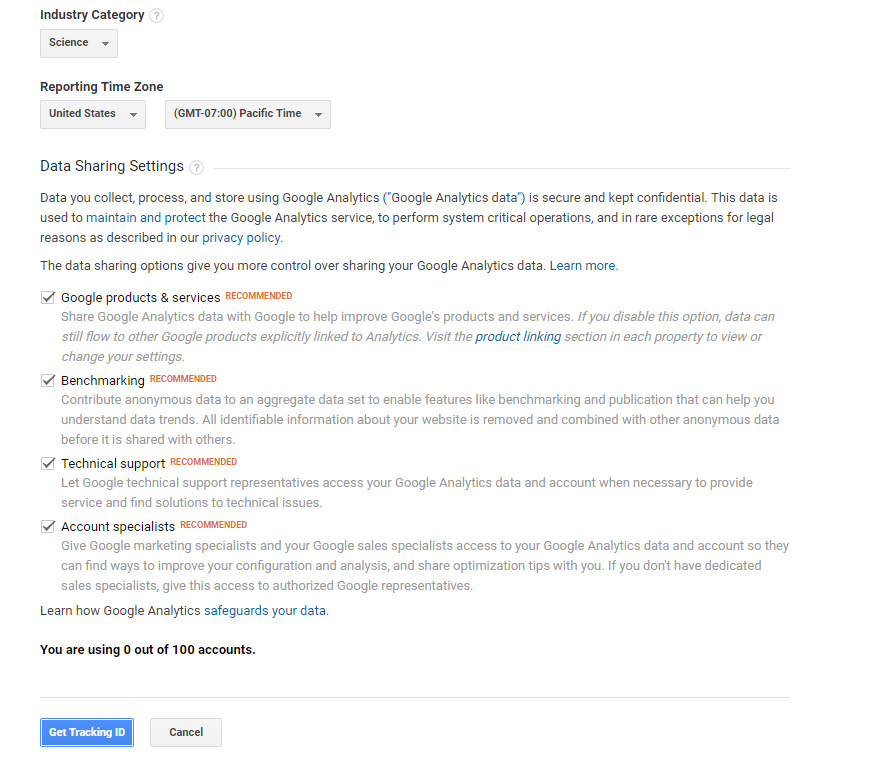 Industry Category ?
Science
Reporting Time Zone
United States (GMT-07:00) Pacific Time
Data Sharing Settings ?
Data you collect, process, and store using Google Analytics ("Google Analytics data") is secure and kept confidential. This data is
used to maintain and protect the Google Analytics service, to perform system critical operations, and in rare exceptions for legal
reasons as described in our privacy policy.
The data sharing options give you more control over sharing your Google Analytics data. Learn more.
Google products & services RECOMMENDED
Share Google Analytics data with Google to help improve Google's products and services. If you disable this option, data can
still flow to other Google products explicitly linked to Analytics. Visit the product linking section in each property to view or
change your settings.
Benchmarking RECOMMENDED
Contribute anonymous data to an aggregate data set to enable features like benchmarking and publication that can help you
understand data trends. All identifiable information about your website is removed and combined with other anonymous data
before it is shared with others.
Technical support RECOMMENDED
Let Google technical support representatives access your Google Analytics data and account when necessary to provide
service and find solutions to technical issues.
Account specialists RECOMMENDED
Give Google marketing specialists and your Google sales specialists access to your Google Analytics data and account so they
can find ways to improve your configuration and analysis, and share optimization tips with you. If you don't have dedicated
sales specialists, give this access to authorized Google representatives.
Learn how Google Analytics safeguards your data.
You are using 0 out of 100 accounts.
Get Tracking ID Cancel